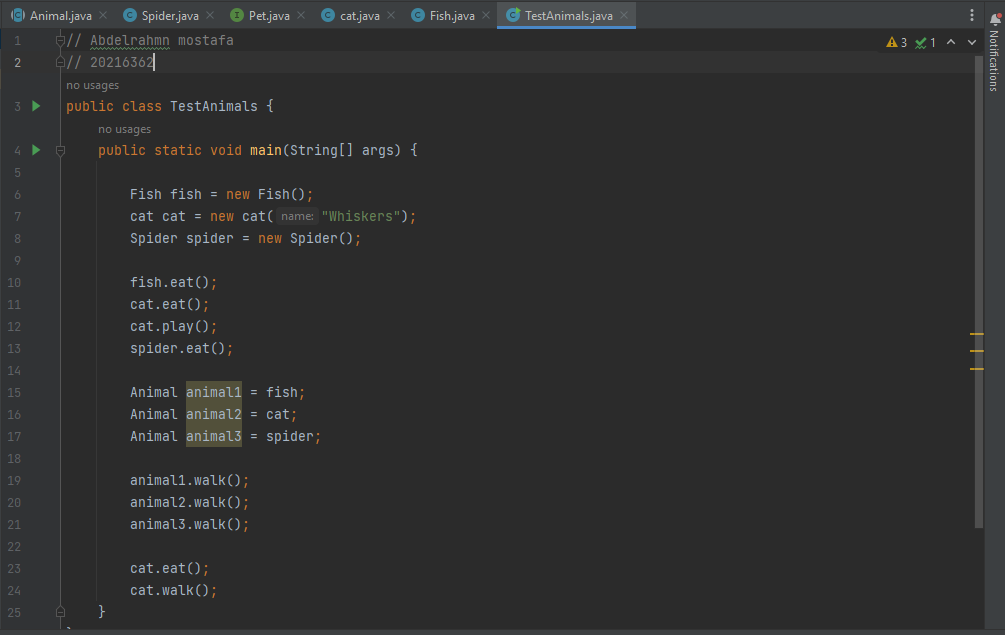 Animal.java Spider.java Pet.java cat.java Fish.java TestAnimals.java
1 // Abdelrahmn mostafa 3 1
2 // 20216362
Notifications
no usages
3 public class TestAnimals {
no usages
4 public static void main(String[] args) {
5
6 Fish fish = new Fish();
7 cat cat = new cat( name: "Whiskers");
8 Spider spider = new Spider();
9
10 fish.eat();
11 cat.eat();
12 cat.play();
13 spider.eat();
14
15 Animal animal1 = fish;
16 Animal animal2 = cat;
17 Animal animal3 = spider;
18
19 animal1.walk();
20 animal2.walk();
21 animal3.walk();
22
23 cat.eat();
24 cat.walk();
25 }